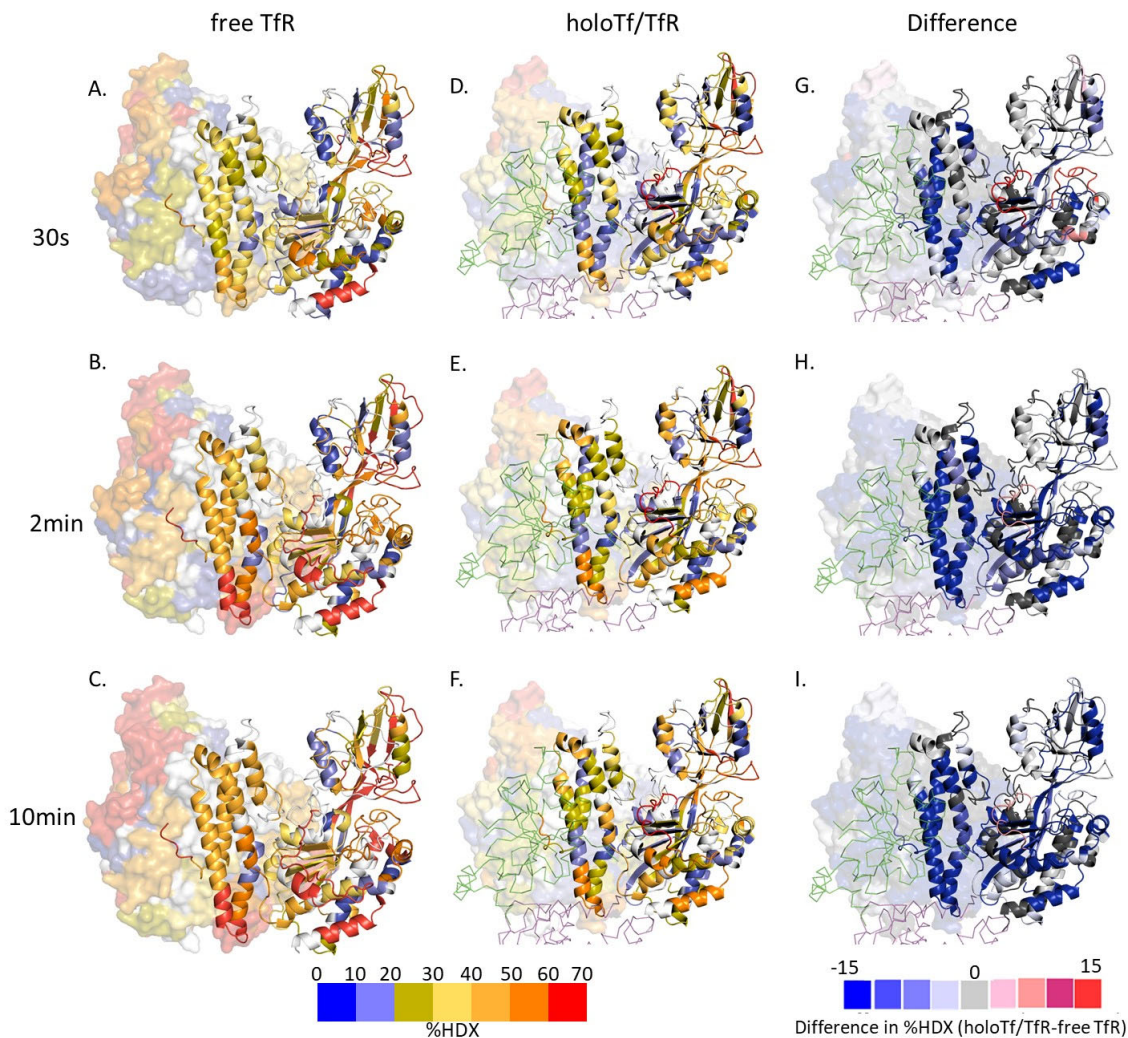 free TfR holoTf/TfR Difference
A. D. G.
30s
B. E. H.
2min
C. F. I.
10min
0 10 20 30 40 50 60 70
%HDX
-15 0 15
Difference in %HDX (holoTf/TfR-free TfR)